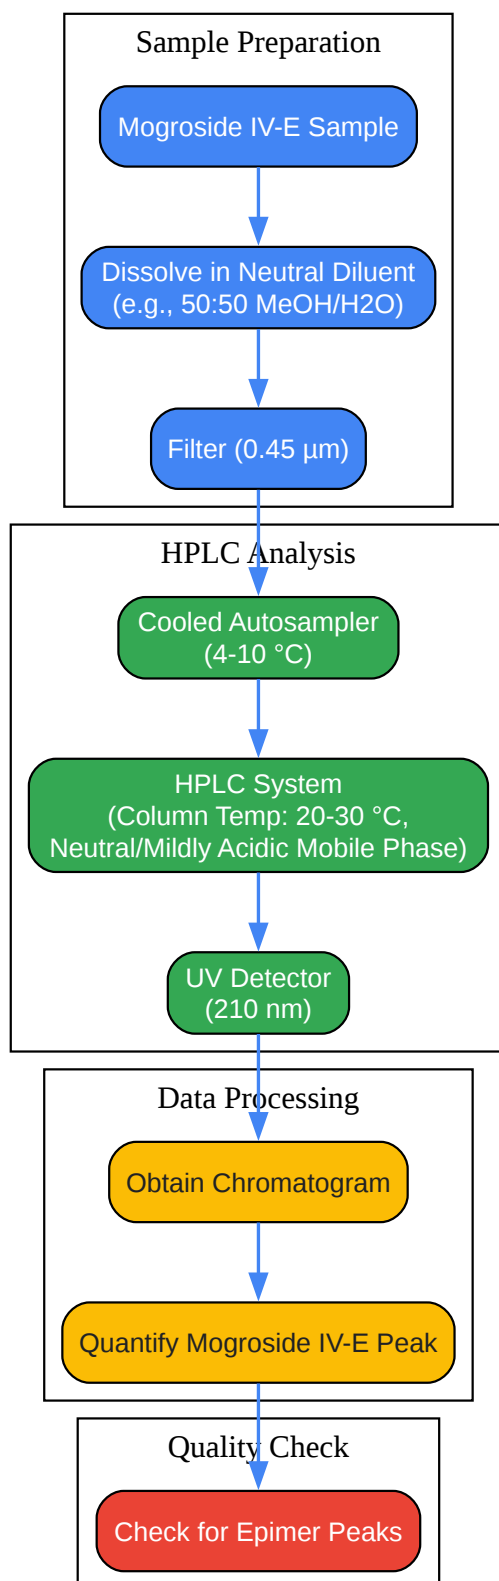 Sample Preparation
Mogroside IV-E Sample
Dissolve in Neutral Diluent
(e.g., 50:50 MeOH/H2O)
Filter (0.45 µm)
HPLC Analysis
Cooled Autosampler
(4-10 °C)
HPLC System
(Column Temp: 20-30 °C,
Neutral/Mildly Acidic Mobile Phase)
UV Detector
(210 nm)
Data Processing
Obtain Chromatogram
Quantify Mogroside IV-E Peak
Quality Check
Check for Epimer Peaks